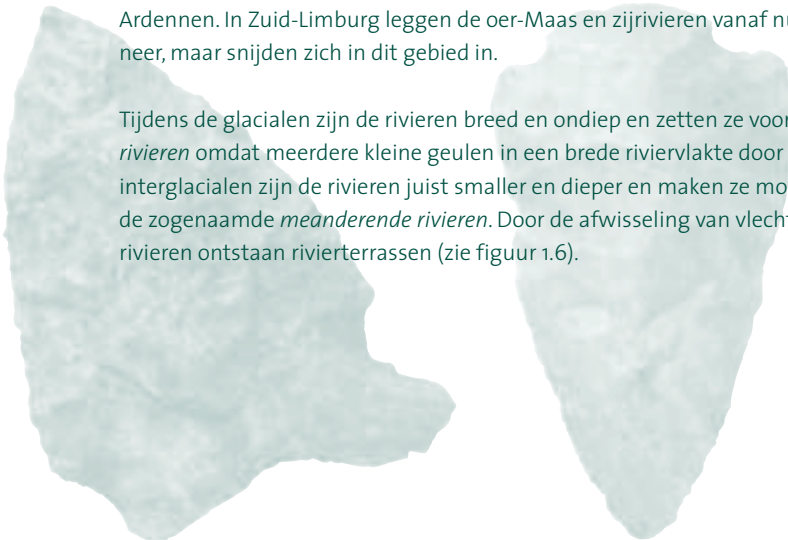 Ardennen. In Zuid-Limburg leggen de oer-Maas en zijrivieren vanaf nu
neer, maar snijden zich in dit gebied in.
Tijdens de glacialen zijn de rivieren breed en ondiep en zetten ze voor
rivieren omdat meerdere kleine geulen in een brede riviervlakte door
interglacialen zijn de rivieren juist smaller en dieper en maken ze mo
de zogenaamde meanderende rivieren. Door de afwisseling van vlecht
rivieren ontstaan rivierterrassen (zie figuur 1.6).